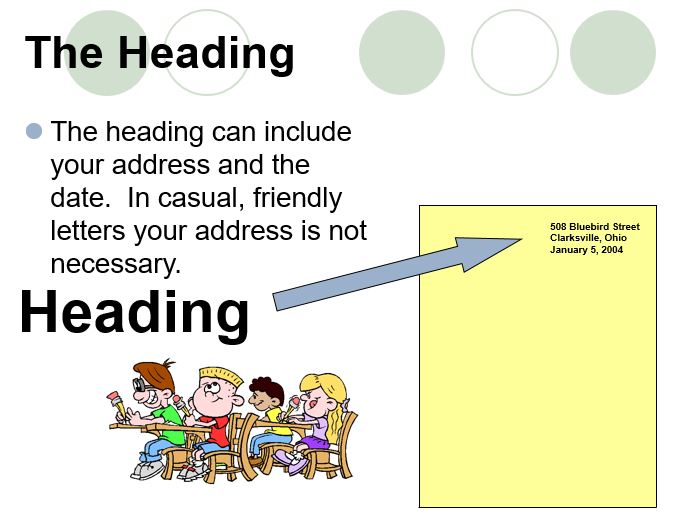 The Heading
The heading can include
your address and the
date.  In casual, friendly
letters your address is not
necessary.
Heading
508 Bluebird Street
Clarksville, Ohio
January 5, 2004